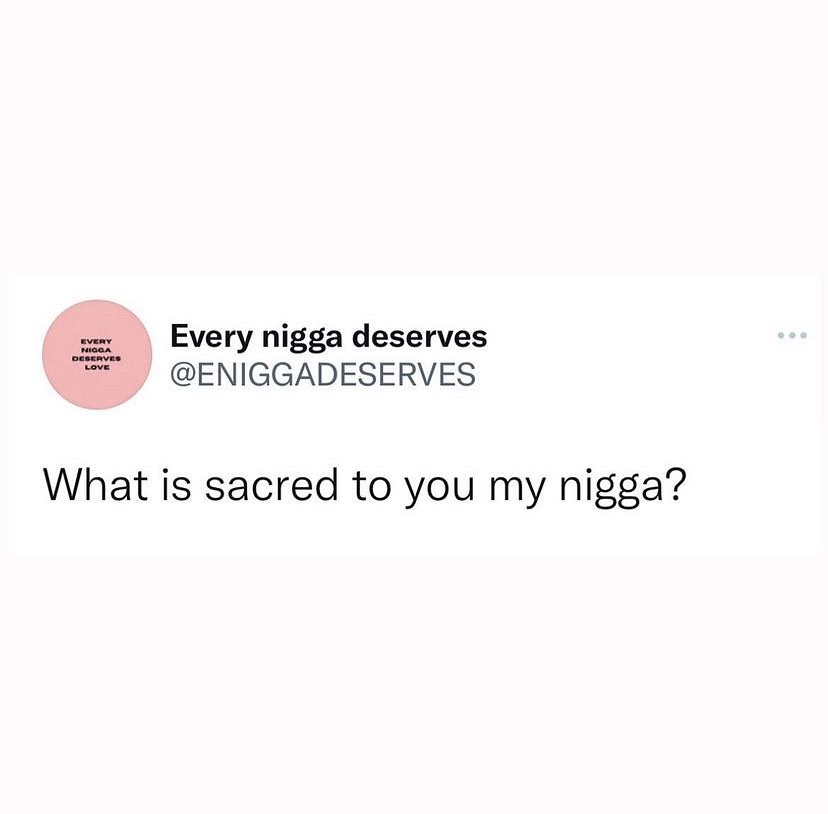 EVERY
NIGGA
DESERVES
LOVE
Every nigga deserves
@ENIGGADESERVES
What is sacred to you my nigga?